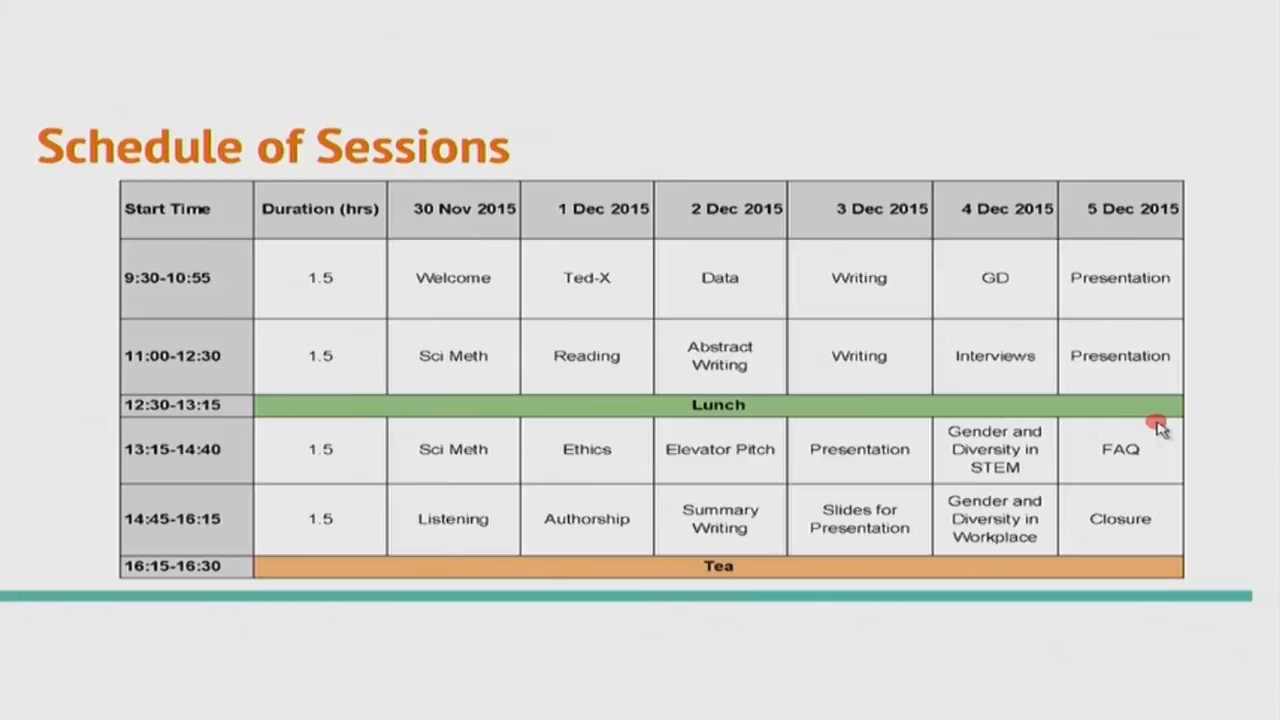 Schedule of Sessions
Start Time Duration (hrs) 30 Nov 2015 1 Dec 2015 2 Dec 2015 3 Dec 2015 4 Dec 2015 5 Dec 2015
9:30-10:55 1.5 Welcome Ted-X Data Writing GD Presentation
11:00-12:30 1.5 Sci Meth Reading Abstract Writing Writing Interviews Presentation
12:30-13:15 Lunch
13:15-14:40 1.5 Sci Meth Ethics Elevator Pitch Presentation Gender and Diversity in STEM FAQ
14:45-16:15 1.5 Listening Authorship Summary Writing Slides for Presentation Gender and Diversity in Workplace Closure
16:15-16:30 Tea